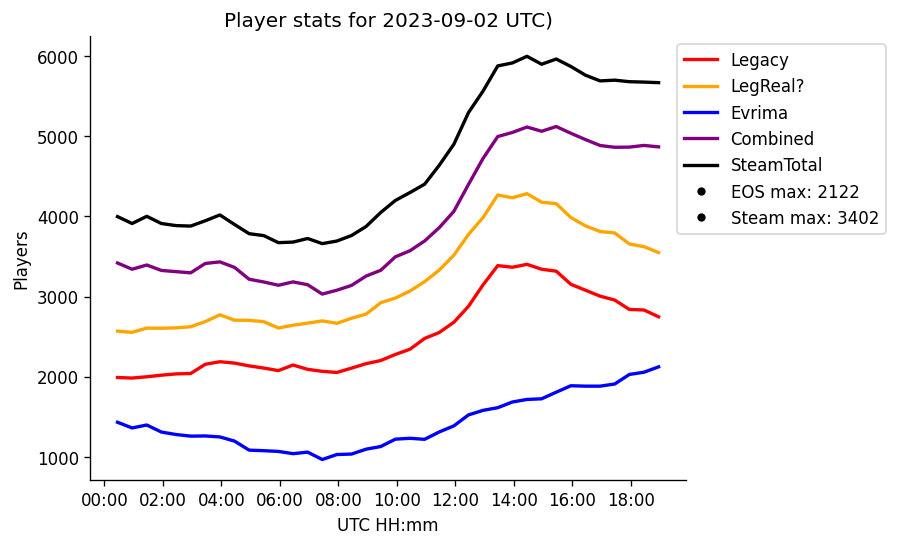 Player stats for 2023-09-02 UTC)
6000
5000
4000
3000
2000
1000
Players
00:00 02:00 04:00 06:00 08:00 10:00 12:00 14:00 16:00 18:00
UTC HH:mm
Legacy
LegReal?
Evrima
Combined
SteamTotal
EOS max: 2122
Steam max: 3402